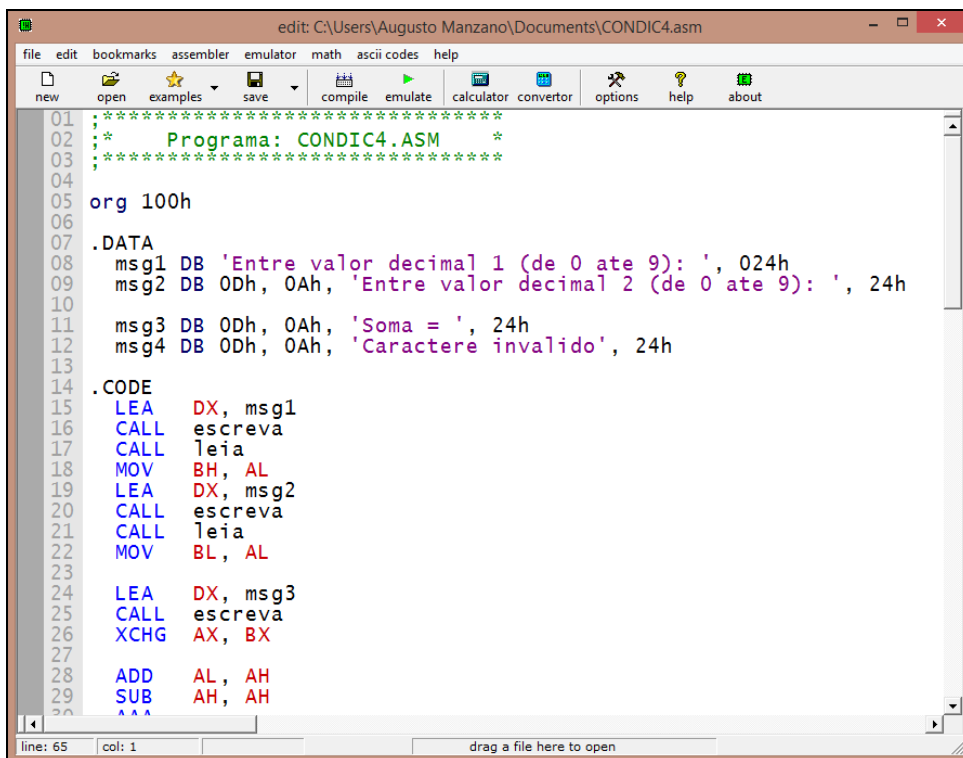 edit: C:\Users\Augusto Manzano\Documents\CONDIC4.asm
file edit bookmarks assembler emulator math ascii codes help
new open examples save compile emulate calculator convertor options help about
01 ;*******************************
02 ;*     Programa: CONDIC4.ASM    *
03 ;*******************************
04
05 org 100h
06
07 .DATA
08   msg1 DB 'Entre valor decimal 1 (de 0 ate 9): ', 024h
09   msg2 DB 0Dh, 0Ah, 'Entre valor decimal 2 (de 0 ate 9): ', 24h
10
11   msg3 DB 0Dh, 0Ah, 'Soma = ', 24h
12   msg4 DB 0Dh, 0Ah, 'Caractere invalido', 24h
13
14 .CODE
15   LEA   DX, msg1
16   CALL  escreva
17   CALL  leia
18   MOV   BH, AL
19   LEA   DX, msg2
20   CALL  escreva
21   CALL  leia
22   MOV   BL, AL
23
24   LEA   DX, msg3
25   CALL  escreva
26   XCHG  AX, BX
27
28   ADD   AL, AH
29   SUB   AH, AH
30   AAA
line: 65 col: 1 drag a file here to open